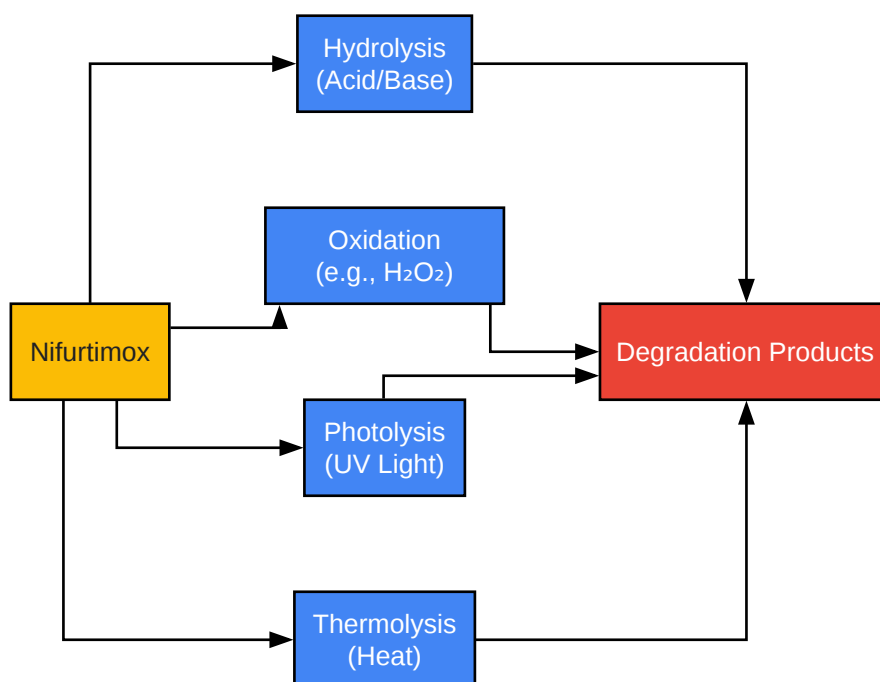 Hydrolysis
(Acid/Base)
Oxidation
(e.g., H₂O₂)
Nifurtimox
Degradation Products
Photolysis
(UV Light)
Thermolysis
(Heat)